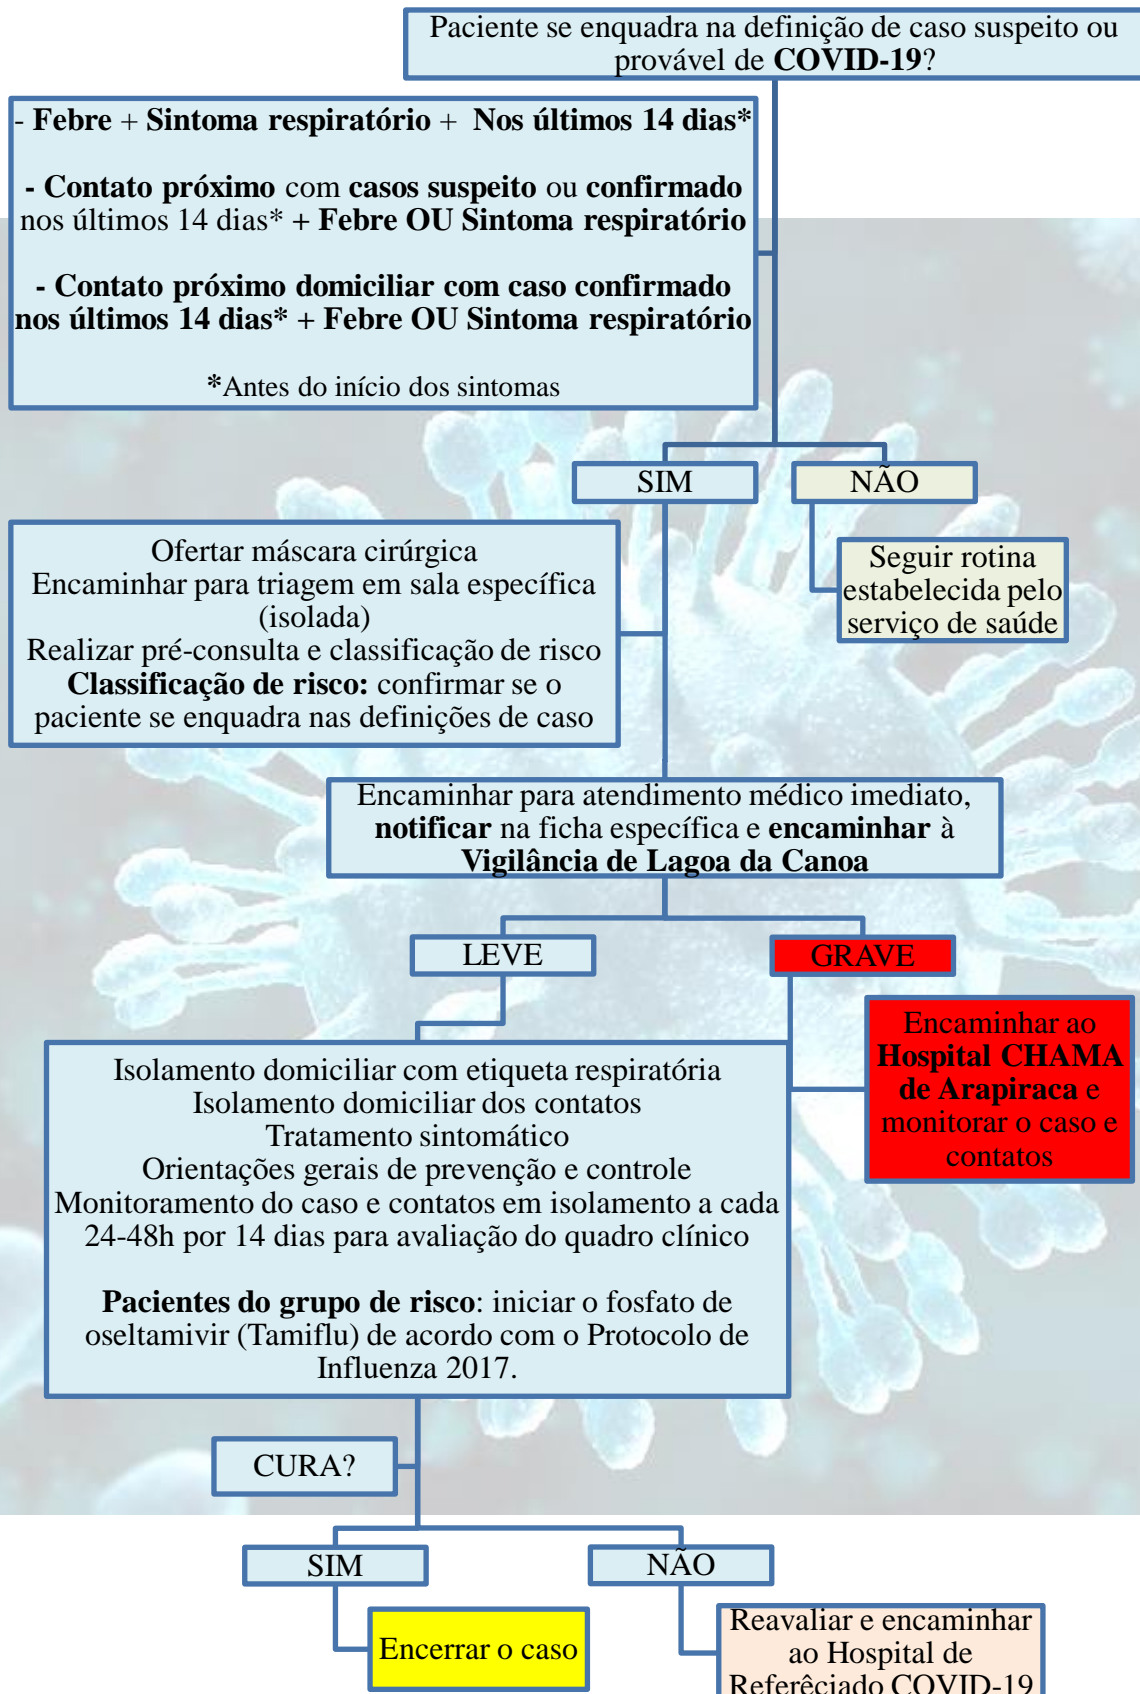 Paciente se enquadra na definição de caso suspeito ou
provável de COVID-19?
- Febre + Sintoma respiratório + Nos últimos 14 dias*
- Contato próximo com casos suspeito ou confirmado
nos últimos 14 dias* + Febre OU Sintoma respiratório
- Contato próximo domiciliar com caso confirmado
nos últimos 14 dias* + Febre OU Sintoma respiratório
*Antes do início dos sintomas
SIM
NÃO
Seguir rotina
estabelecida pelo
serviço de saúde
Ofertar máscara cirúrgica
Encaminhar para triagem em sala específica
(isolada)
Realizar pré-consulta e classificação de risco
Classificação de risco: confirmar se o
paciente se enquadra nas definições de caso
Encaminhar para atendimento médico imediato,
notificar na ficha específica e encaminhar à
Vigilância de Lagoa da Canoa
LEVE
GRAVE
Encaminhar ao
Hospital CHAMA
de Arapiraca e
monitorar o caso e
contatos
Isolamento domiciliar com etiqueta respiratória
Isolamento domiciliar dos contatos
Tratamento sintomático
Orientações gerais de prevenção e controle
Monitoramento do caso e contatos em isolamento a cada
24-48h por 14 dias para avaliação do quadro clínico
Pacientes do grupo de risco: iniciar o fosfato de
oseltamivir (Tamiflu) de acordo com o Protocolo de
Influenza 2017.
CURA?
SIM
NÃO
Encerrar o caso
Reavaliar e encaminhar
ao Hospital de
Referêciado COVID-19